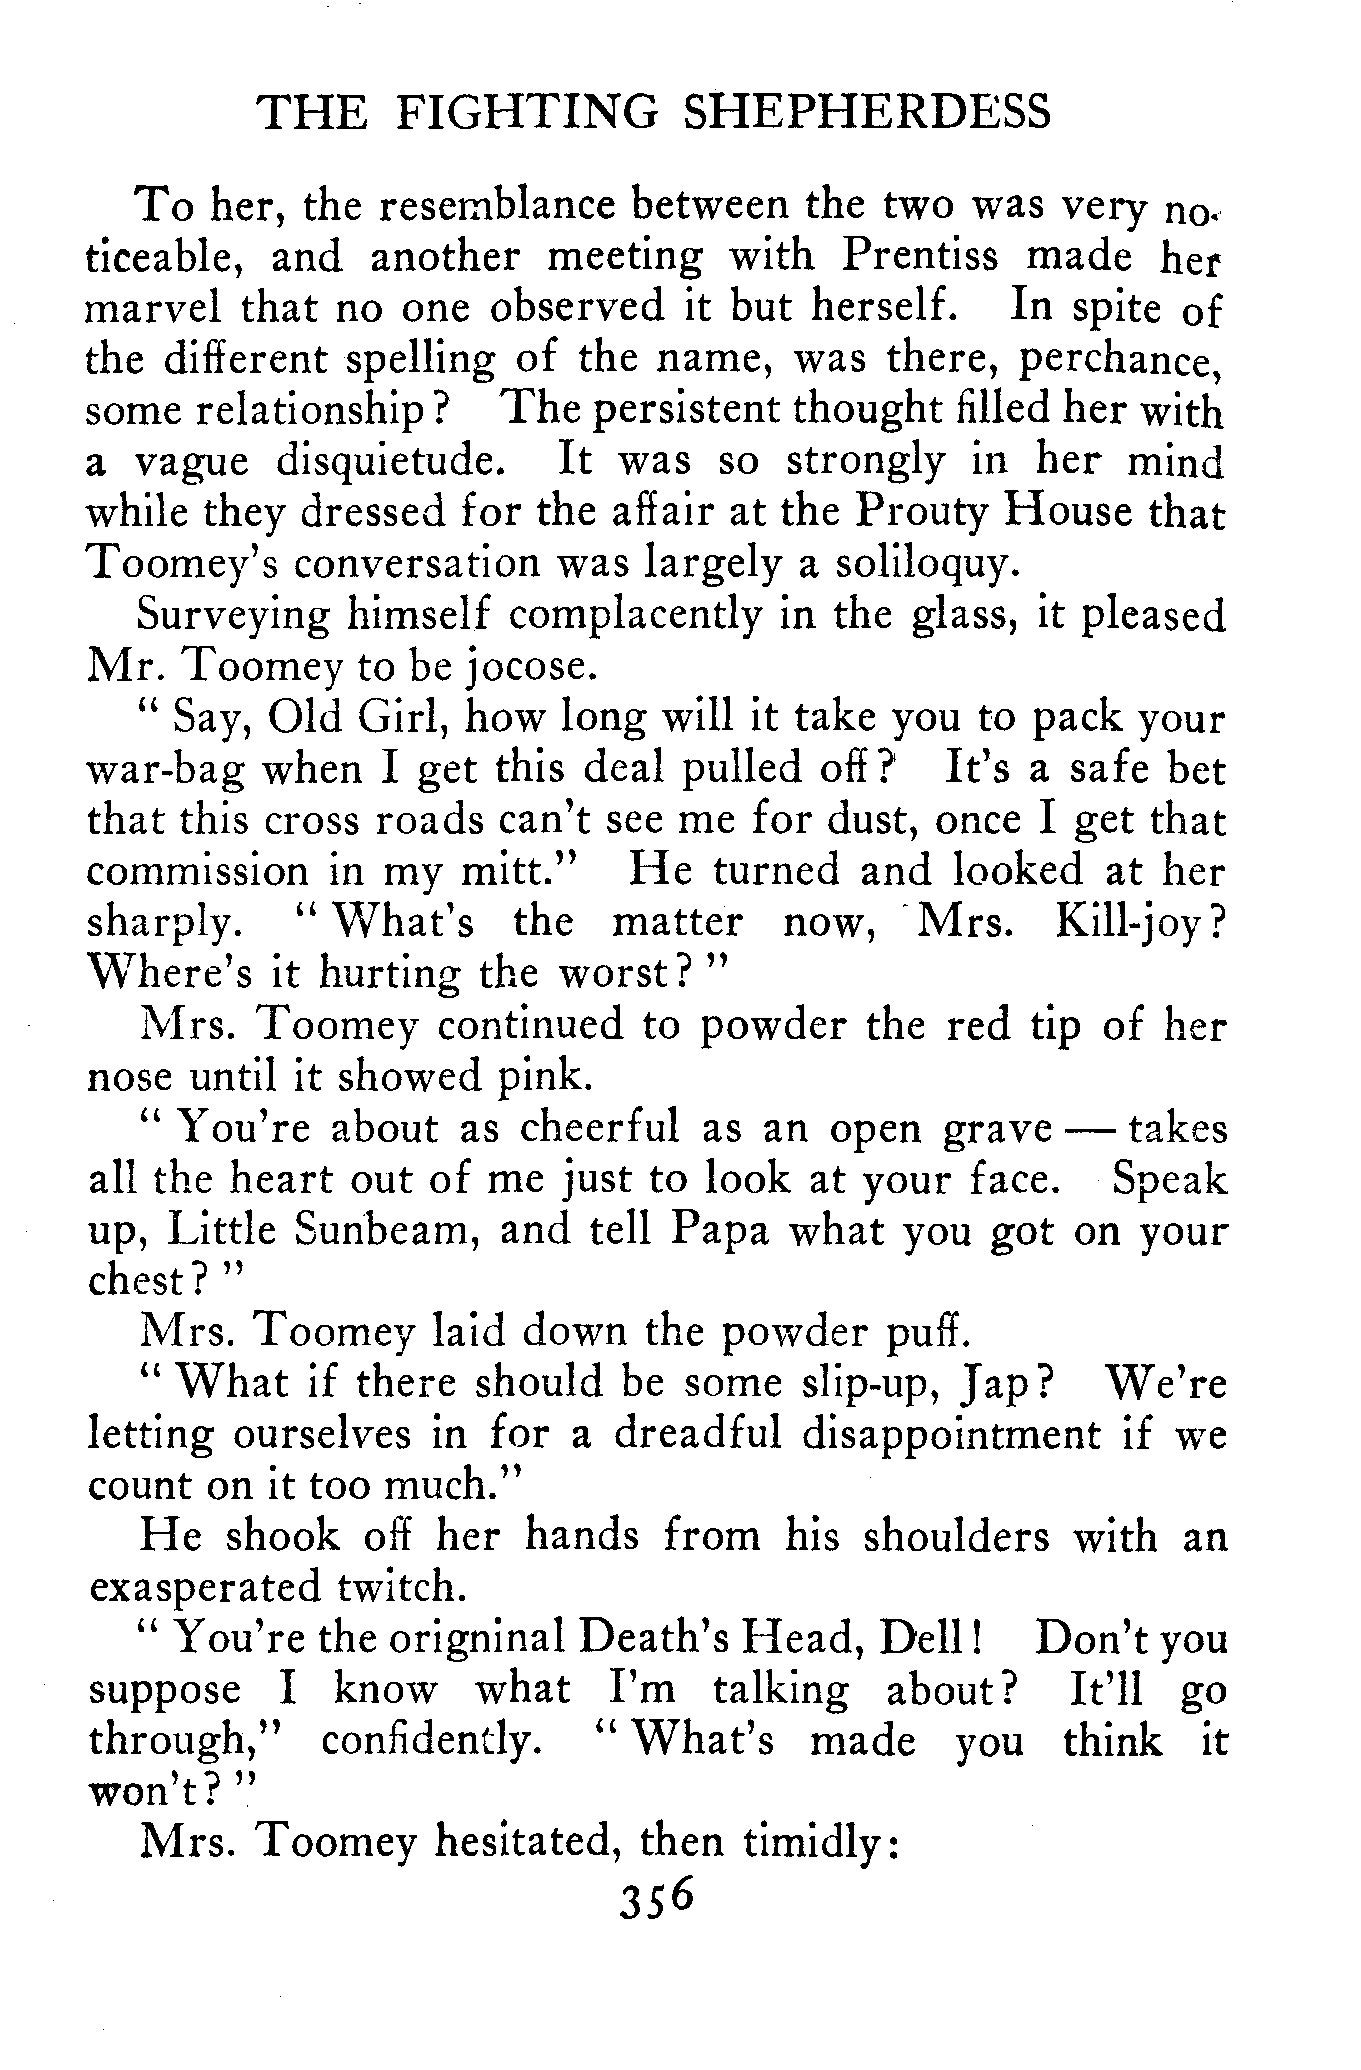 THE FIGHTING SHEPHERDESS
To her, the resemblance between the two was very no-
ticeable, and another meeting with Prentiss made her
marvel that no one observed it but herself. In spite of
the different spelling of the name, was there, perchance,
some relationship? The persistent thought filled her with
a vague disquietude. It was so strongly in her mind
while they dressed for the affair at the Prouty House that
Toomey's conversation was largely a soliloquy.
Surveying himself complacently in the glass, it pleased
Mr. Toomey to be jocose.
" Say, Old Girl, how long will it take you to pack your
war-bag when I get this deal pulled off? It's a safe bet
that this cross roads can't see me for dust, once I get that
commission in my mitt." He turned and looked at her
sharply. " What's the matter now, Mrs. Kill-joy?
Where's it hurting the worst? "
Mrs. Toomey continued to powder the red tip of her
nose until it showed pink.
" You're about as cheerful as an open grave — takes
all the heart out of me just to look at your face. Speak
up, Little Sunbeam, and tell Papa what you got on your
chest? "
Mrs. Toomey laid down the powder puff.
" What if there should be some slip-up, Jap? We're
letting ourselves in for a dreadful disappointment if we
count on it too much."
He shook off her hands from his shoulders with an
exasperated twitch.
" You're the origninal Death's Head, Dell! Don't you
suppose I know what I'm talking about? It'll go
through," confidently. " What's made you think it
won't? "
Mrs. Toomey hesitated, then timidly:
356